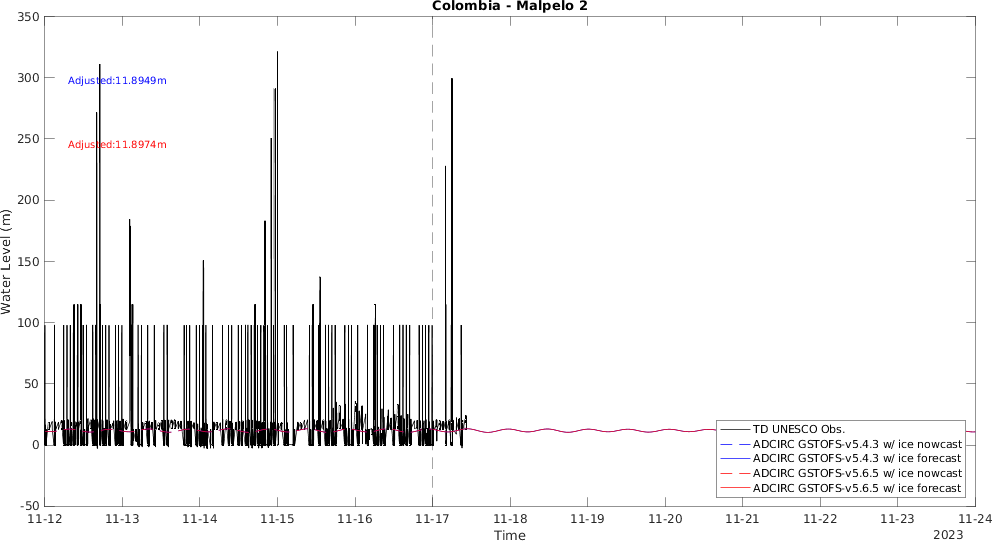 Colombia - Malpelo 2
350
300
250
200
150
100
50
0
-50
Water Level (m)
Adjusted:11.8949m
Adjusted:11.8974m
TD UNESCO Obs.
ADCIRC GSTOFS-v5.4.3 w/ ice nowcast
ADCIRC GSTOFS-v5.4.3 w/ ice forecast
ADCIRC GSTOFS-v5.6.5 w/ ice nowcast
ADCIRC GSTOFS-v5.6.5 w/ ice forecast
11-12 11-13 11-14 11-15 11-16 11-17 11-18 11-19 11-20 11-21 11-22 11-23 11-24
Time
2023